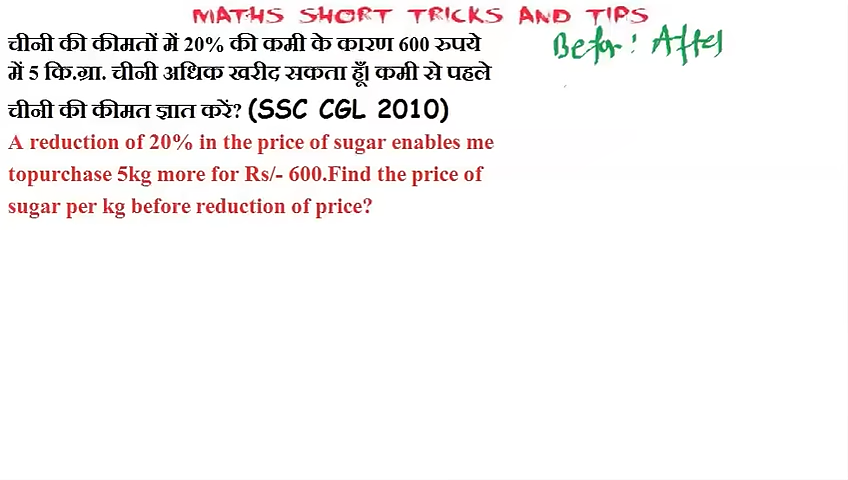 MATHS SHORT TRICKS AND TIPS
चीनी की कीमतों में 20% की कमी के कारण 600 रुपये
में 5 कि.ग्रा. चीनी अधिक खरीद सकता हूँ। कमी से पहले
चीनी की कीमत ज्ञात करें? (SSC CGL 2010)
A reduction of 20% in the price of sugar enables me
topurchase 5kg more for Rs/- 600.Find the price of
sugar per kg before reduction of price?
Befor : After